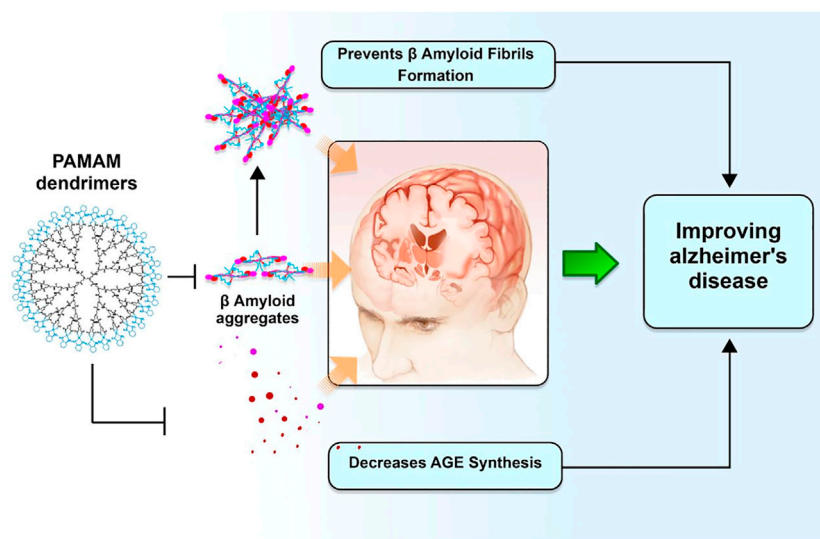 Prevents β Amyloid Fibrils
Formation
PAMAM
dendrimers
β Amyloid
aggregates
Improving
alzheimer's
disease
Decreases AGE Synthesis